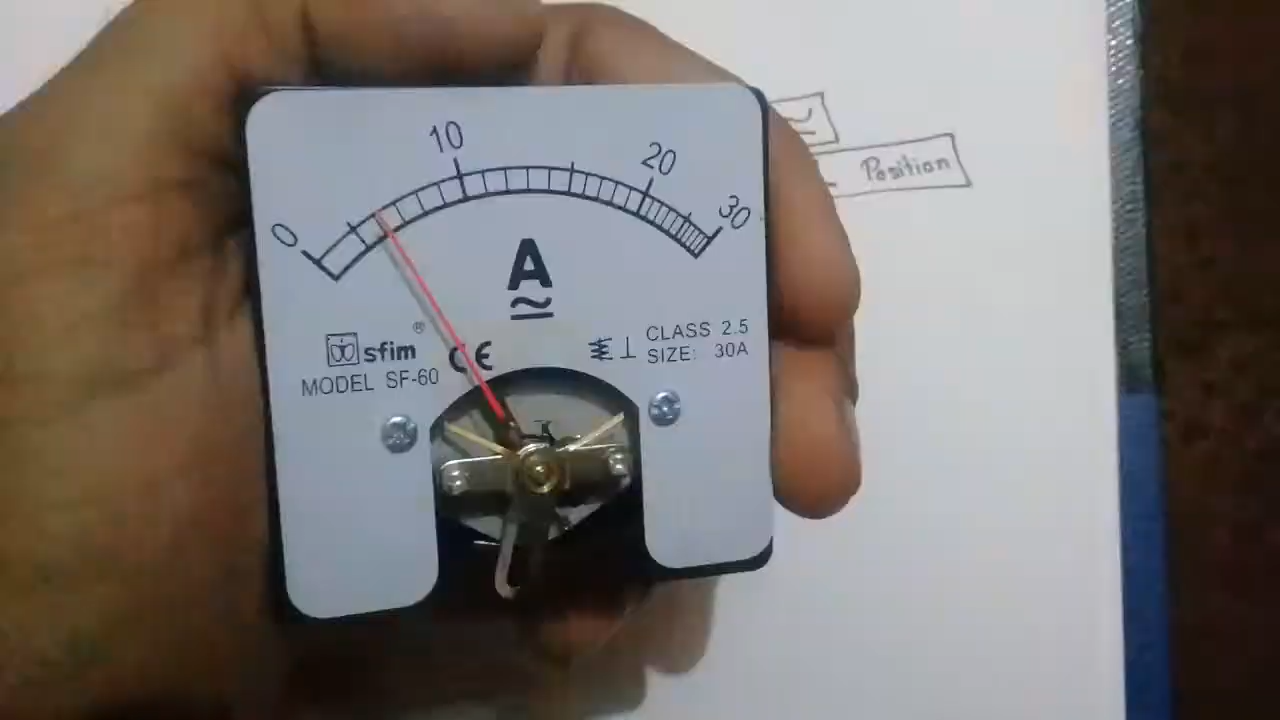 10
20
0
30
A
®
sfim
CE
CLASS 2.5
MODEL SF-60
SIZE: 30A
Position